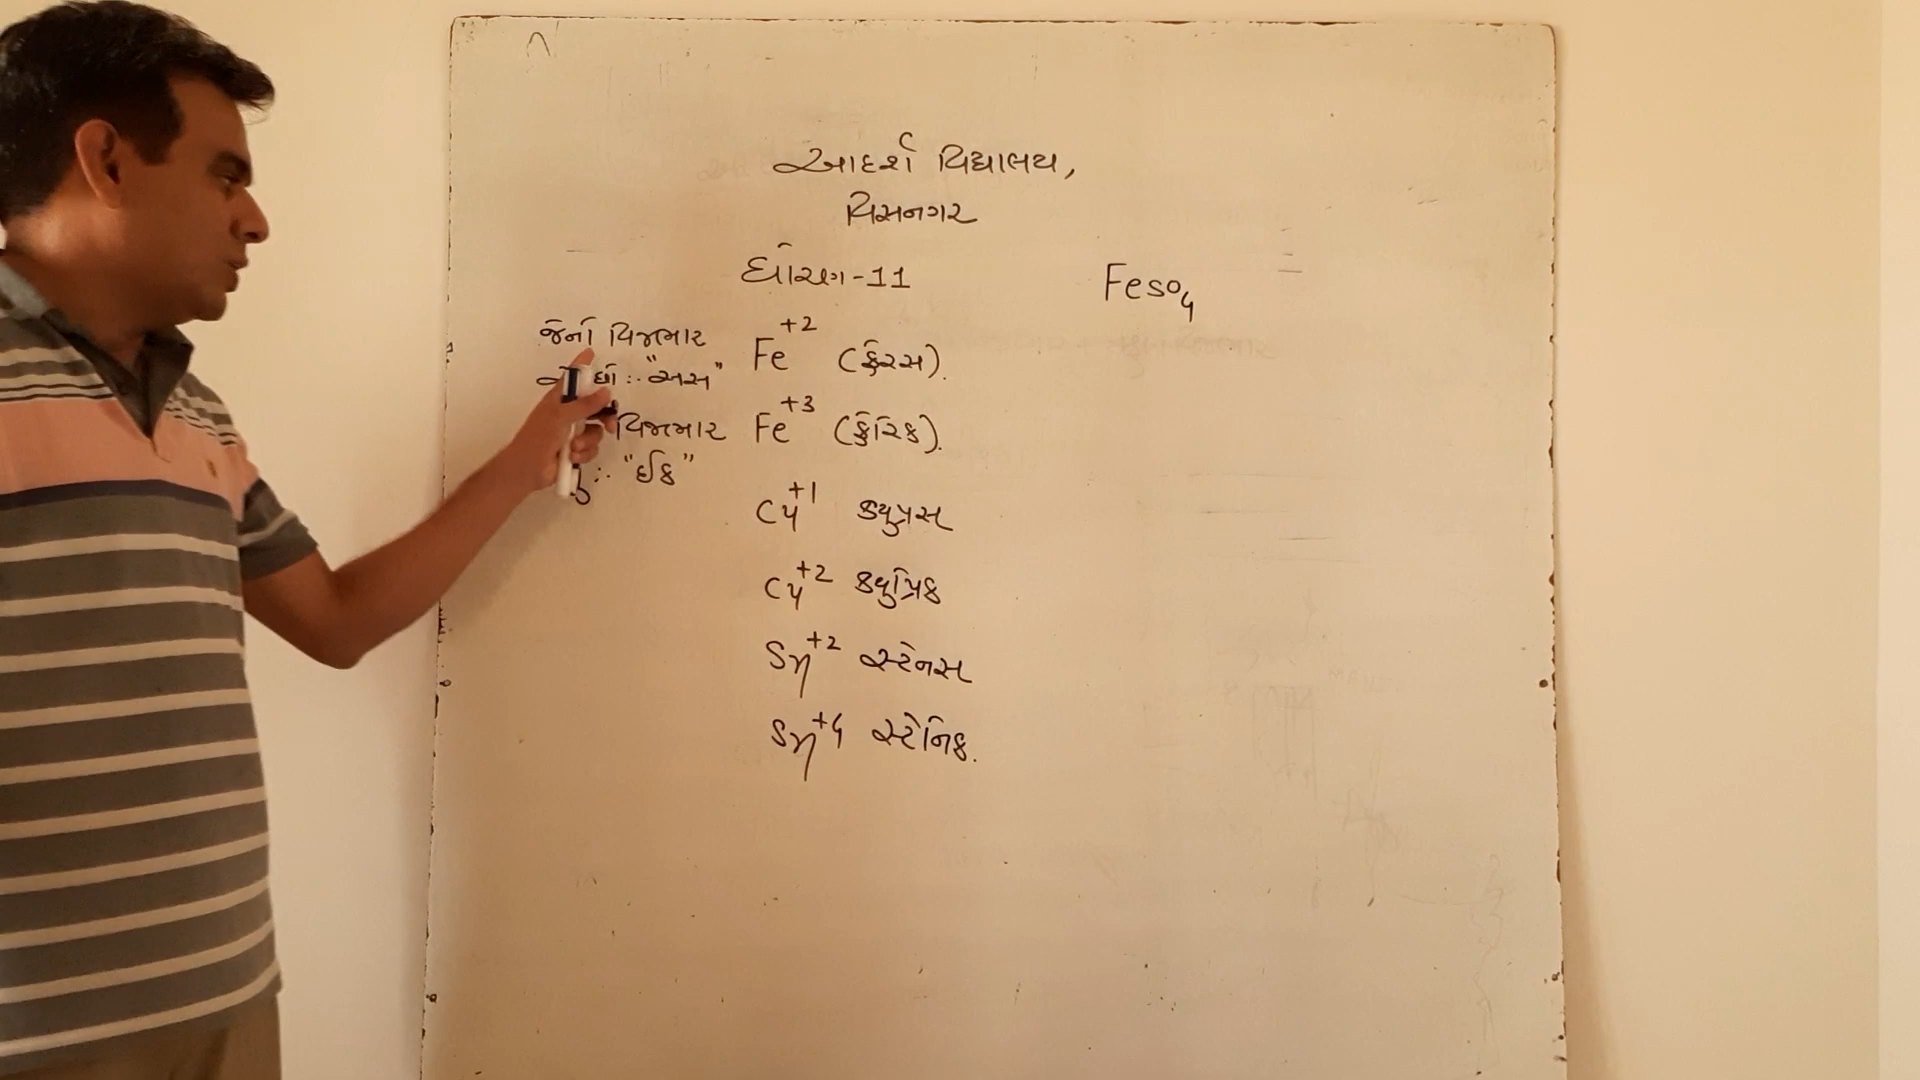 આદર્શ વિદ્યાલય,
વિસનગર
ધોરણ-11
FeSO₄
જેનો વિજભાર
ઓછો :- "અસ"
Fe⁺² (ફેરસ).
વિજભાર
"ઈક"
Fe⁺³ (ફેરિક).
Cu⁺¹ ક્યુપ્રસ
Cu⁺² ક્યુપ્રિક
Sn⁺² સ્ટેનસ
Sn⁺⁴ સ્ટેનિક.